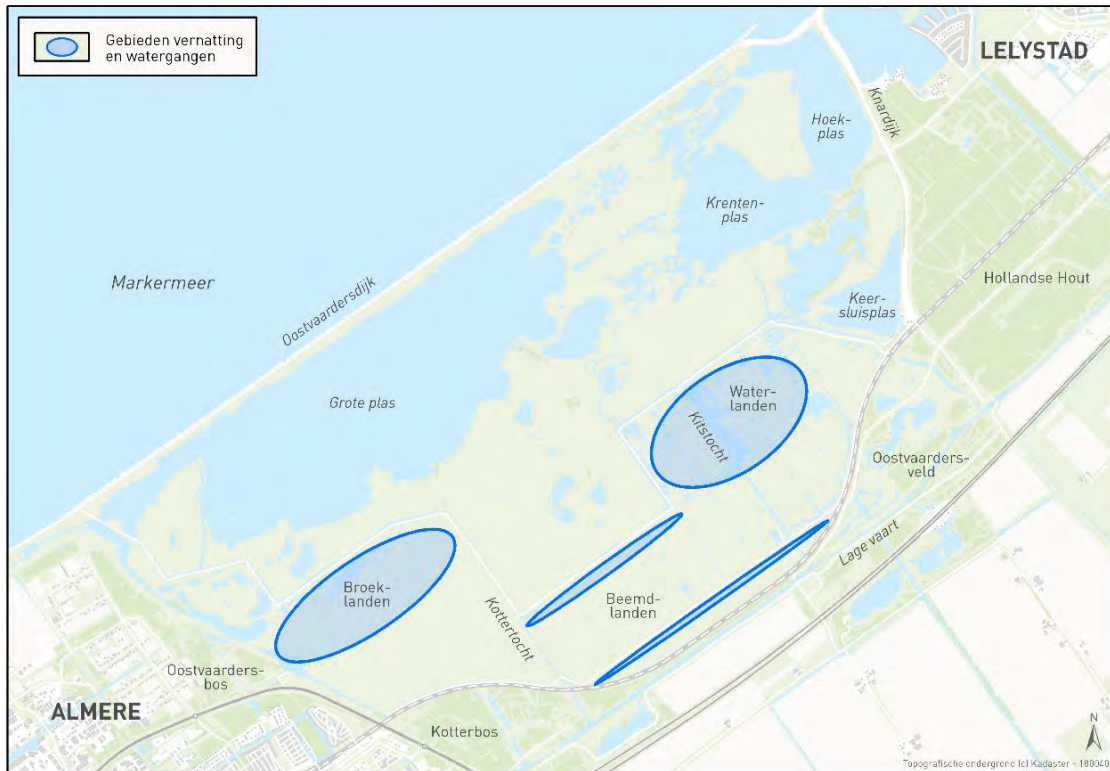 Gebieden vernatting
en watergangen
LELYSTAD
Hoek-
plas
Knardijk
Krenten-
plas
Markermeer
Oostvaardersdijk
Hollandse Hout
Keer-
sluisplas
Grote plas
Water-
landen
Kitstocht
Oostvaarders-
veld
Lage vaart
Broek-
landen
Beemd-
landen
Kottertocht
Oostvaarders-
bos
ALMERE
Kotterbos
N
Topografische ondergrond (c) Kadaster - 180040